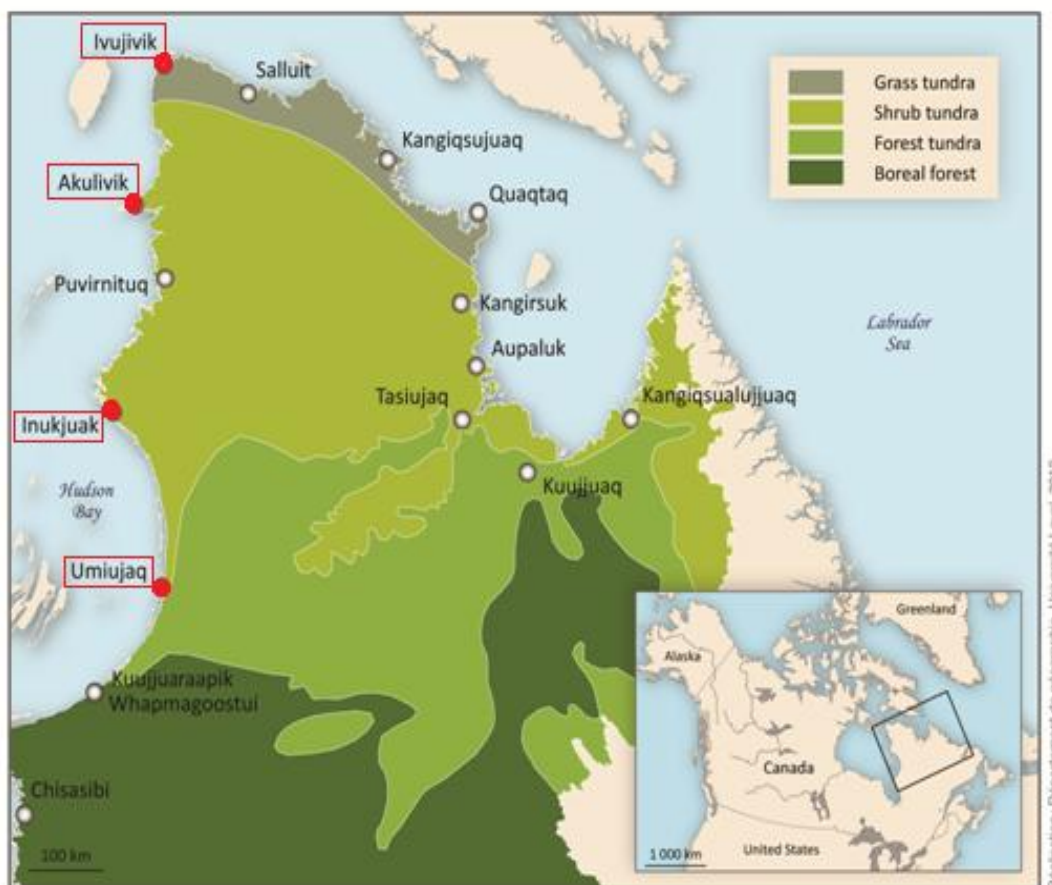 Ivujivik
Salluit
Kangiqsujuaq
Akulivik
Quaqtaq
Puvirnituq
Kangirsuk
Aupaluk
Tasiujaq
Kangiqsualujjuaq
Inukjuak
Kuujjuaq
Hudson
Bay
Umiujaq
Kuujjuaraapik
Whapmagoostui
Chisasibi
100 km
Labrador
Sea
Grass tundra
Shrub tundra
Forest tundra
Boreal forest
Greenland
Alaska
Canada
United States
1 000 km